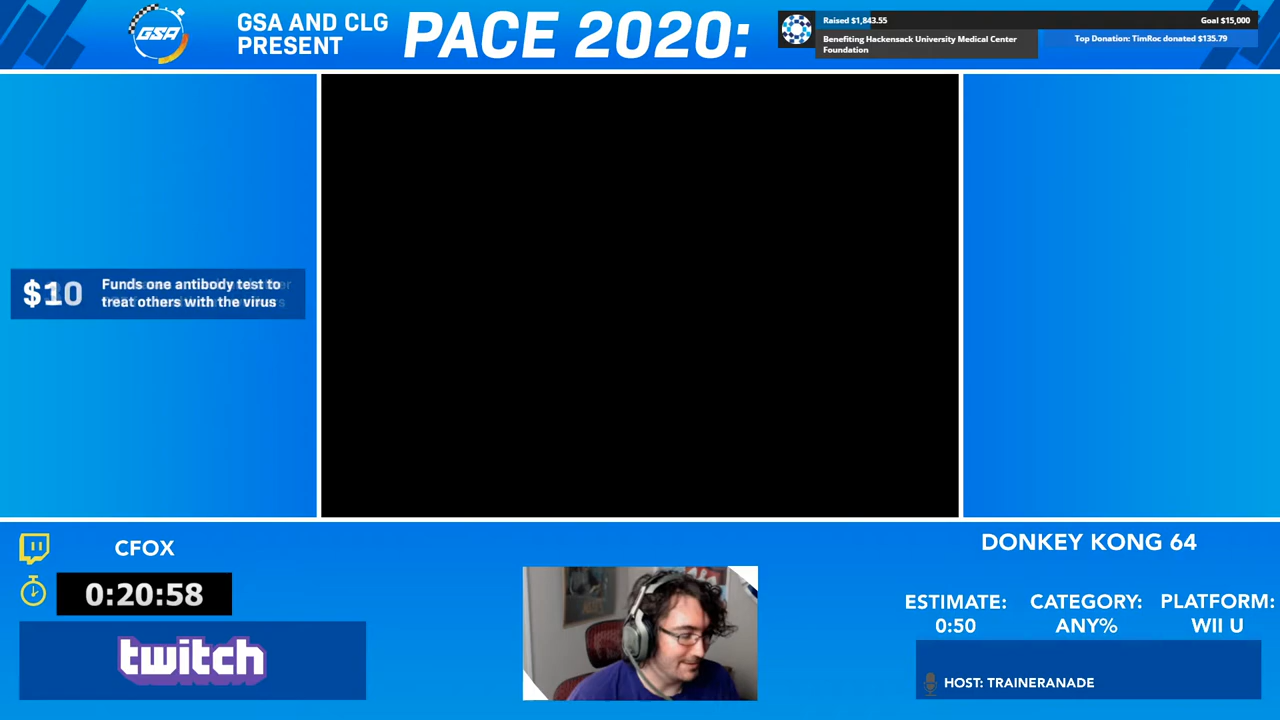 GSA
GSA AND CLG
PRESENT
PACE 2020:
Raised $1,843.55
Goal $15,000
Benefiting Hackensack University Medical Center
Foundation
Top Donation: TimRoc donated $135.79
$10
Funds one antibody test to
treat others with the virus
CFOX
0:20:58
twitch
DONKEY KONG 64
ESTIMATE:
0:50
CATEGORY:
ANY%
PLATFORM:
WII U
HOST: TRAINERANADE